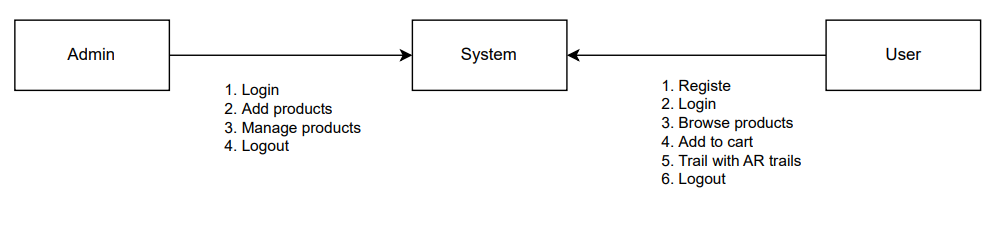 Admin
System
User
1. Login
2. Add products
3. Manage products
4. Logout
1. Registe
2. Login
3. Browse products
4. Add to cart
5. Trail with AR trails
6. Logout